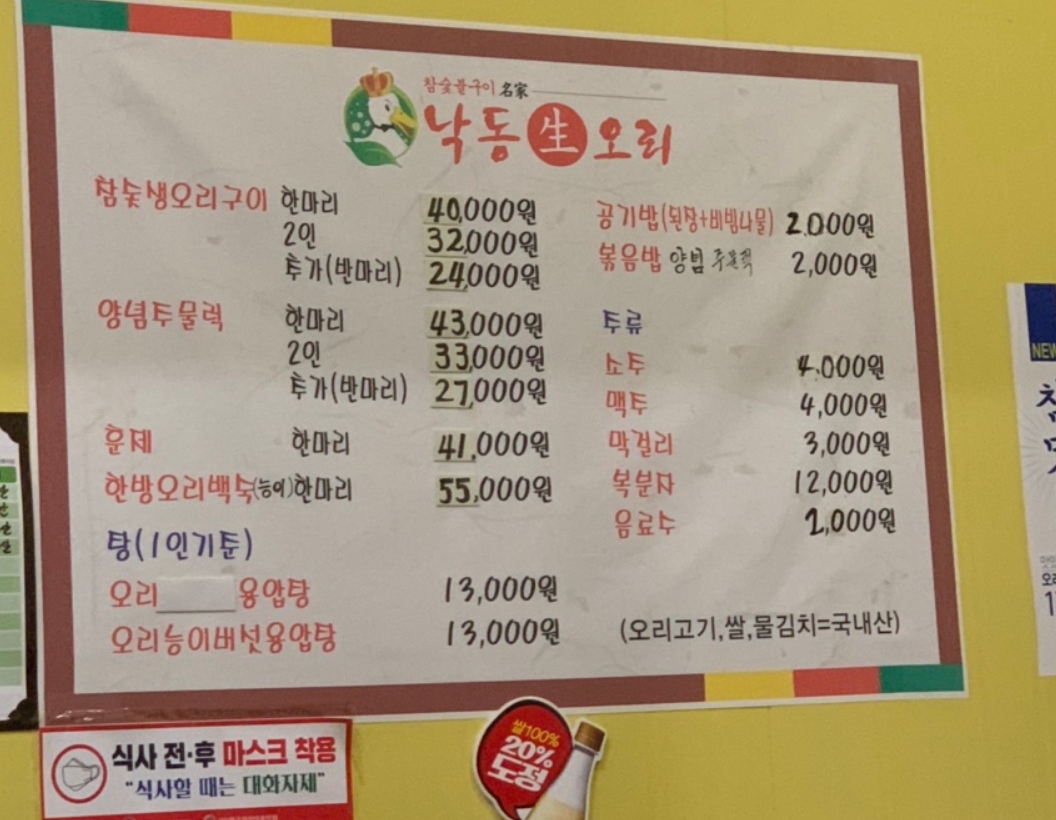 참숯불구이 名家
낙동生오리
참숯생오리구이 한마리 40,000원
2인 32,000원
추가(반마리) 24,000원
양념주물럭 한마리 43,000원
2인 33,000원
추가(반마리) 27,000원
훈제 한마리 41,000원
한방오리백숙(능이)한마리 55,000원
탕(1인기준)
오리 용압탕 13,000원
오리능이버섯용압탕 13,000원
공기밥(된장+비빔나물) 2,000원
볶음밥 양념 주물럭 2,000원
주류
소주 4,000원
맥주 4,000원
막걸리 3,000원
복분자 12,000원
음료수 2,000원
(오리고기,쌀,물김치=국내산)
식사 전·후 마스크 착용
"식사할 때는 대화자제"
쌀100%
20%
도정
NEW